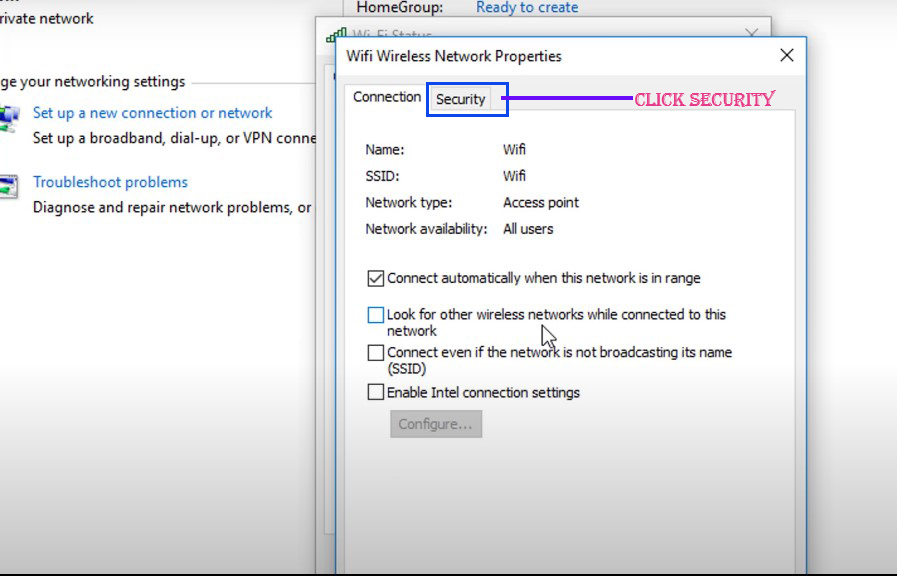 HomeGroup: Ready to create
rivate network
Wi-Fi Status
Wifi Wireless Network Properties
ge your networking settings
Connection Security CLICK SECURITY
Set up a new connection or network
Set up a broadband, dial-up, or VPN conne
Name: Wifi
SSID: Wifi
Troubleshoot problems
Network type: Access point
Diagnose and repair network problems, or
Network availability: All users
Connect automatically when this network is in range
Look for other wireless networks while connected to this
network
Connect even if the network is not broadcasting its name
(SSID)
Enable Intel connection settings
Configure...